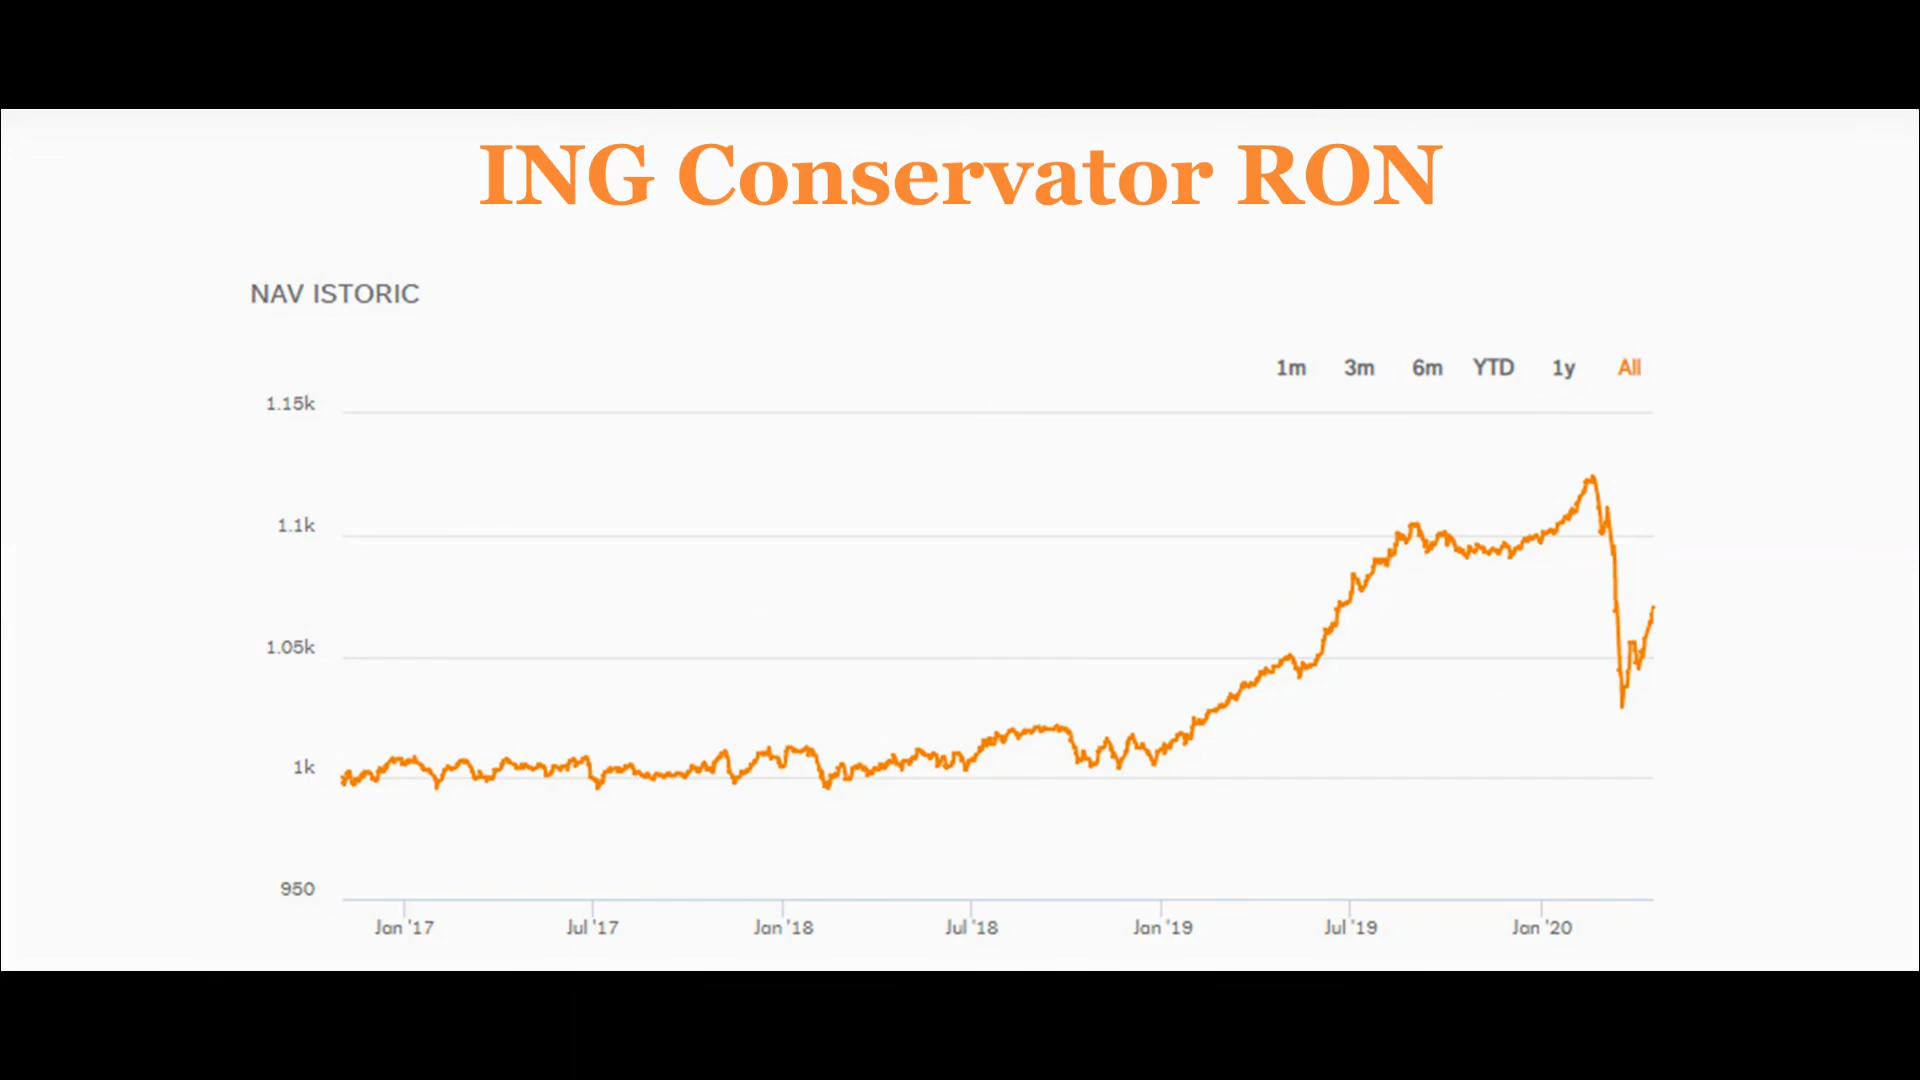 ING Conservator RON
NAV ISTORIC
1m 3m 6m YTD 1y All
1.15k
1.1k
1.05k
1k
950
Jan '17 Jul '17 Jan '18 Jul '18 Jan '19 Jul '19 Jan '20